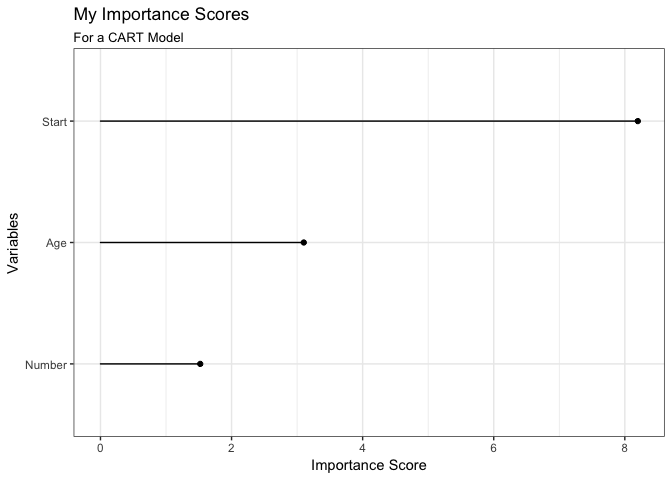 My Importance Scores
For a CART Model
Start
Age
Number
Variables
0 2 4 6 8
Importance Score